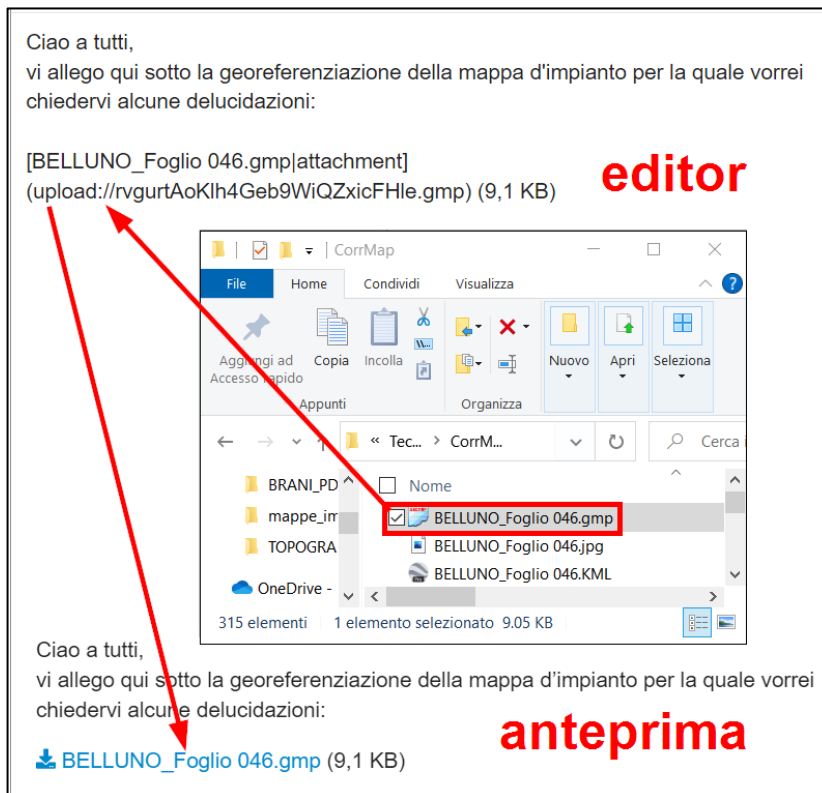 Ciao a tutti,
vi allego qui sotto la georeferenziazione della mappa d'impianto per la quale vorrei
chiedervi alcune delucidazioni:
[BELLUNO_Foglio 046.gmp|attachment]
(upload://rvgurtAoKlh4Geb9WiQZxicFHle.gmp) (9,1 KB)
editor
CorrMap
File Home Condividi Visualizza
Aggiungi ad
Accesso rapido
Copia Incolla
Nuovo Apri Seleziona
Appunti Organizza
« Tec... > CorrM... Cerca
BRANI_PD Nome
mappe_im BELLUNO_Foglio 046.gmp
TOPOGRA BELLUNO_Foglio 046.jpg
OneDrive - BELLUNO_Foglio 046.KML
315 elementi 1 elemento selezionato 9.05 KB
Ciao a tutti,
vi allego qui sotto la georeferenziazione della mappa d’impianto per la quale vorrei
chiedervi alcune delucidazioni:
anteprima
BELLUNO_Foglio 046.gmp (9,1 KB)